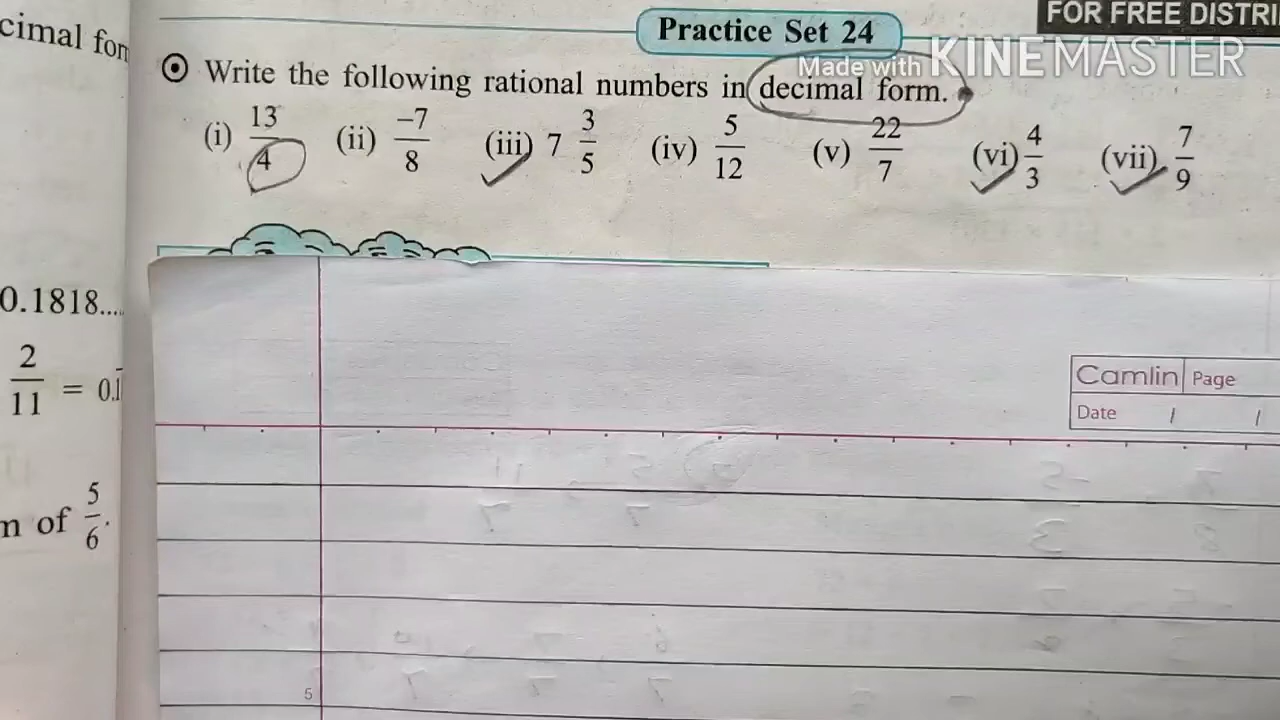 cimal for
0.1818....
2/11 = 0.1
n of 5/6.
Practice Set 24
FOR FREE DISTRI
Made with KINEMASTER
Write the following rational numbers in decimal form.
(i) 13/4 (ii) -7/8 (iii) 7 3/5 (iv) 5/12 (v) 22/7 (vi) 4/3 (vii) 7/9
Camlin Page
Date / /
5